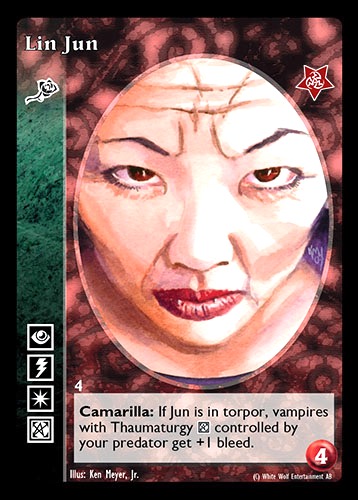 Lin Jun
4
Camarilla: If Jun is in torpor, vampires
with Thaumaturgy controlled by
your predator get +1 bleed.
4
Illus: Ken Meyer, Jr.
(C) White Wolf Entertainment AB